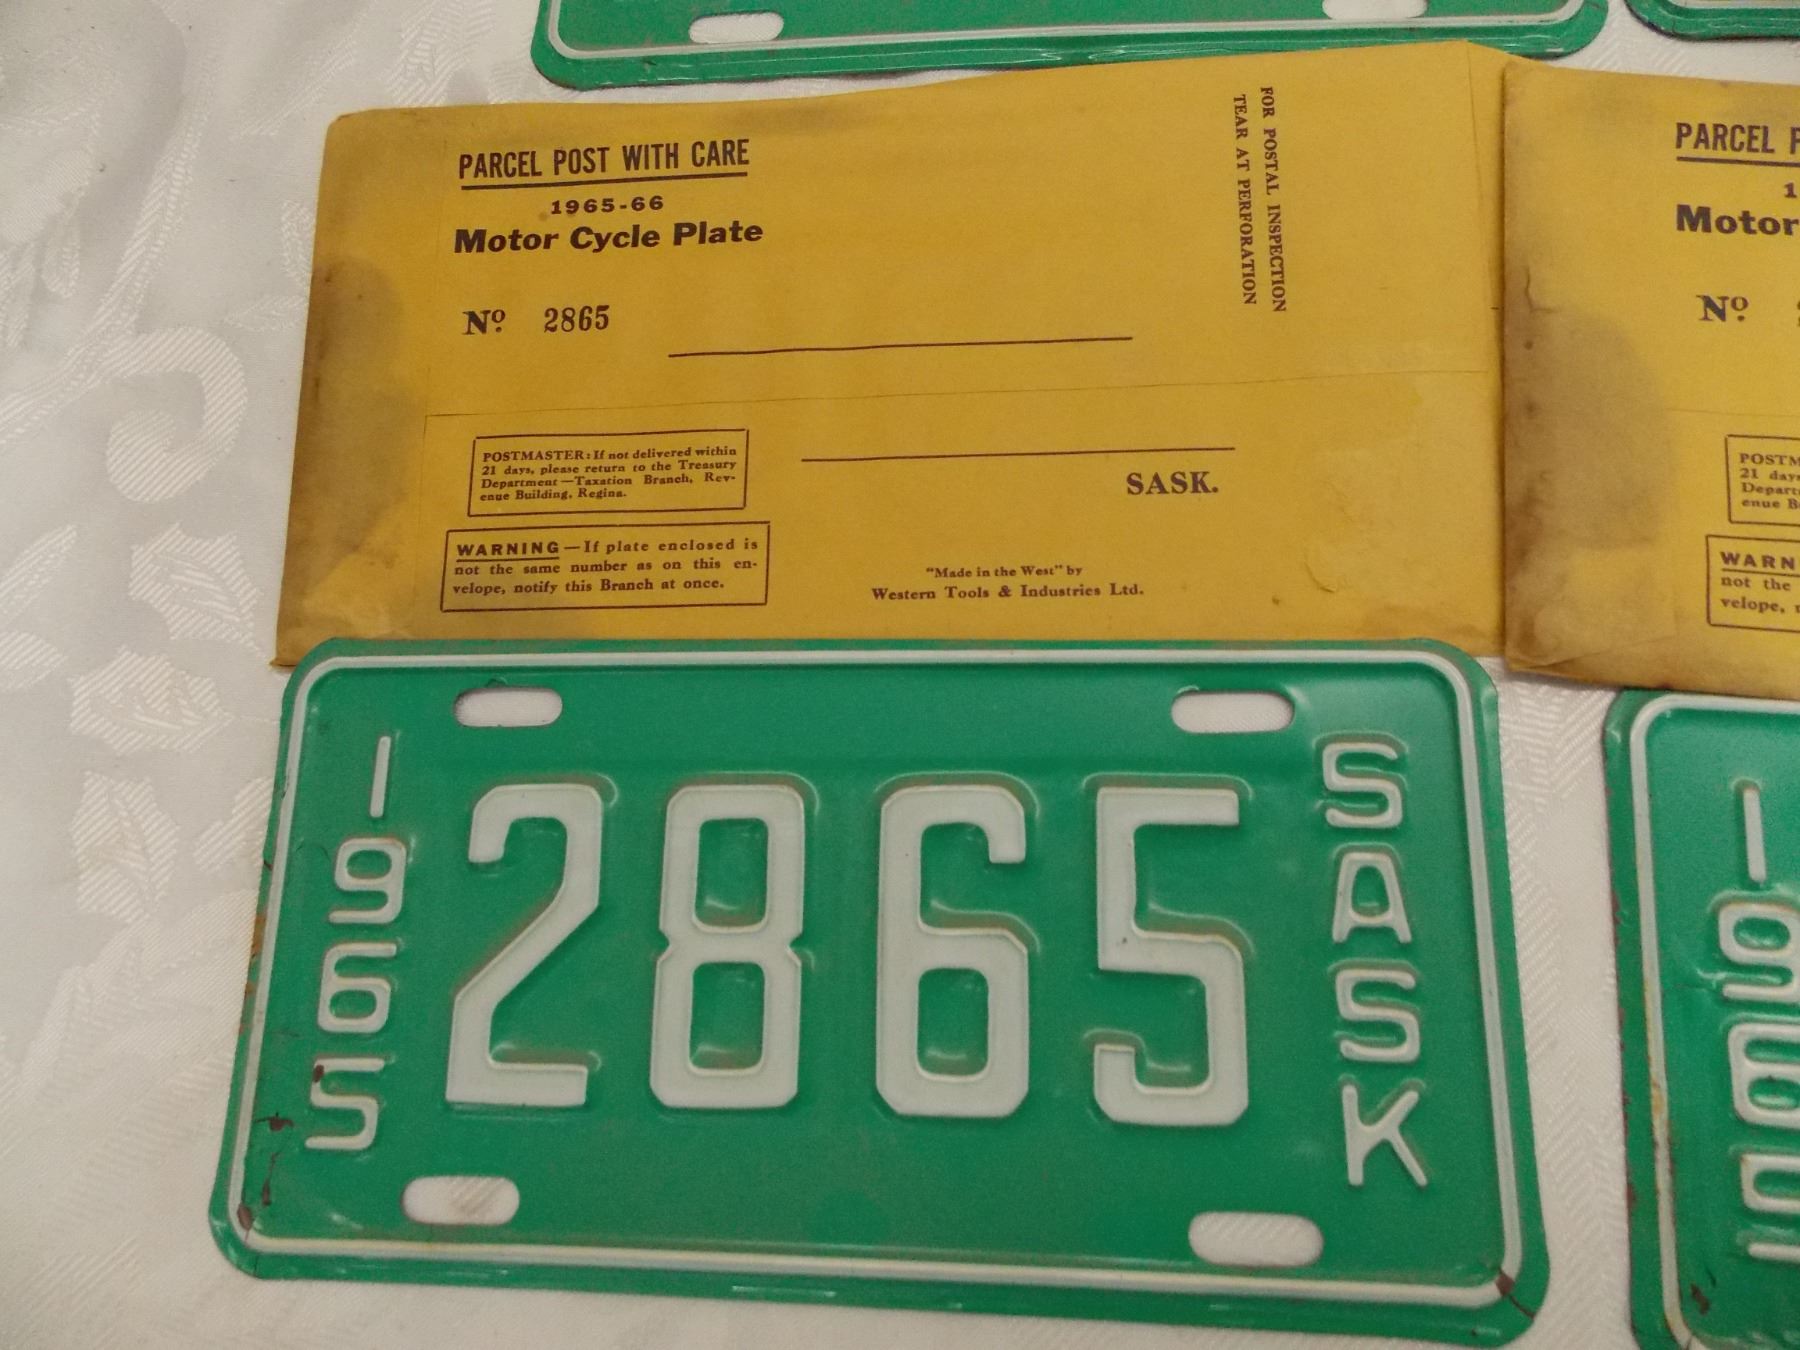 PARCEL POST WITH CARE
1965-66
Motor Cycle Plate
Nº. 2865
FOR POSTAL INSPECTION
TEAR AT PERFORATION
POSTMASTER: If not delivered within
21 days, please return to the Treasury
Department—Taxation Branch, Rev-
enue Building, Regina.
SASK.
WARNING—If plate enclosed is
not the same number as on this en-
velope, notify this Branch at once.
"Made in the West" by
Western Tools & Industries Ltd.
1965
2865
SASK
PARCEL
Motor
Nº.
POSTM
21 days
Depart
enue B
WARN
not the
velope,
1965